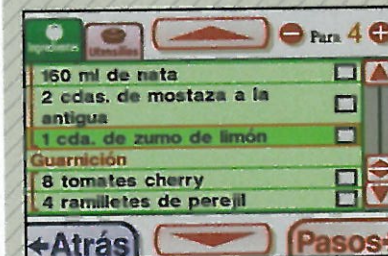 Ingredientes
Utensilios
Para 4
160 ml de nata
2 cdas. de mostaza a la
antigua
1 cda. de zumo de limón
Guarnición
8 tomates cherry
4 ramilletes de perejil
Atrás
Pasos